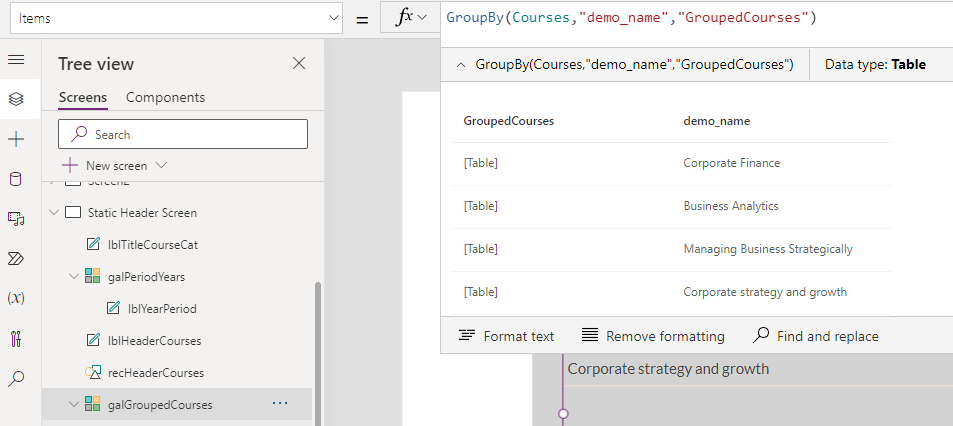 Items
=
fx
GroupBy(Courses,"demo_name","GroupedCourses")
GroupBy(Courses,"demo_name","GroupedCourses")
Data type: Table
GroupedCourses
demo_name
[Table]
Corporate Finance
[Table]
Business Analytics
[Table]
Managing Business Strategically
[Table]
Corporate strategy and growth
Format text
Remove formatting
Find and replace
Tree view
Screens
Components
Search
New screen
Screen2
Static Header Screen
lblTitleCourseCat
galPeriodYears
lblYearPeriod
lblHeaderCourses
recHeaderCourses
galGroupedCourses
...
(x)
Corporate strategy and growth